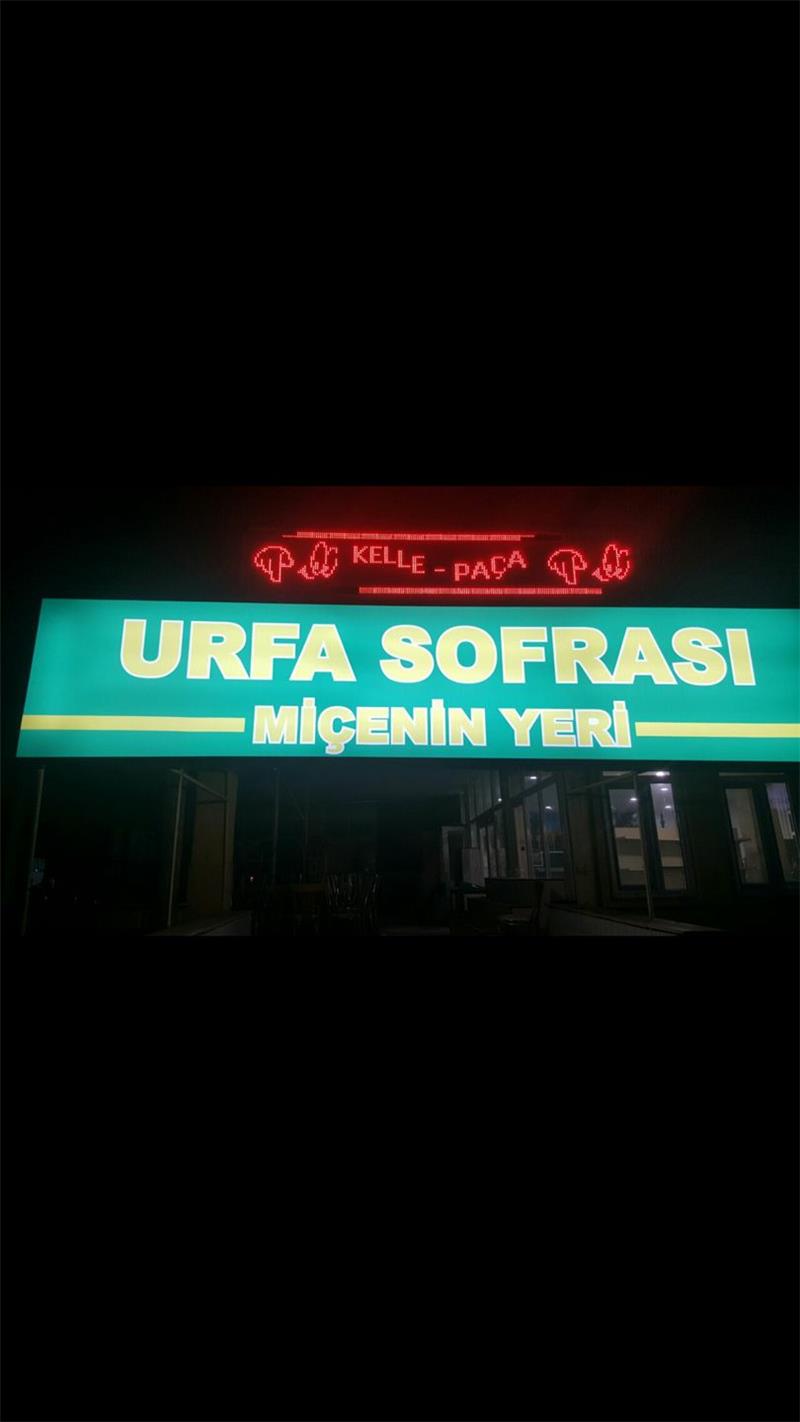 KELLE - PAÇA
URFA SOFRASI
MİÇENİN YERİ